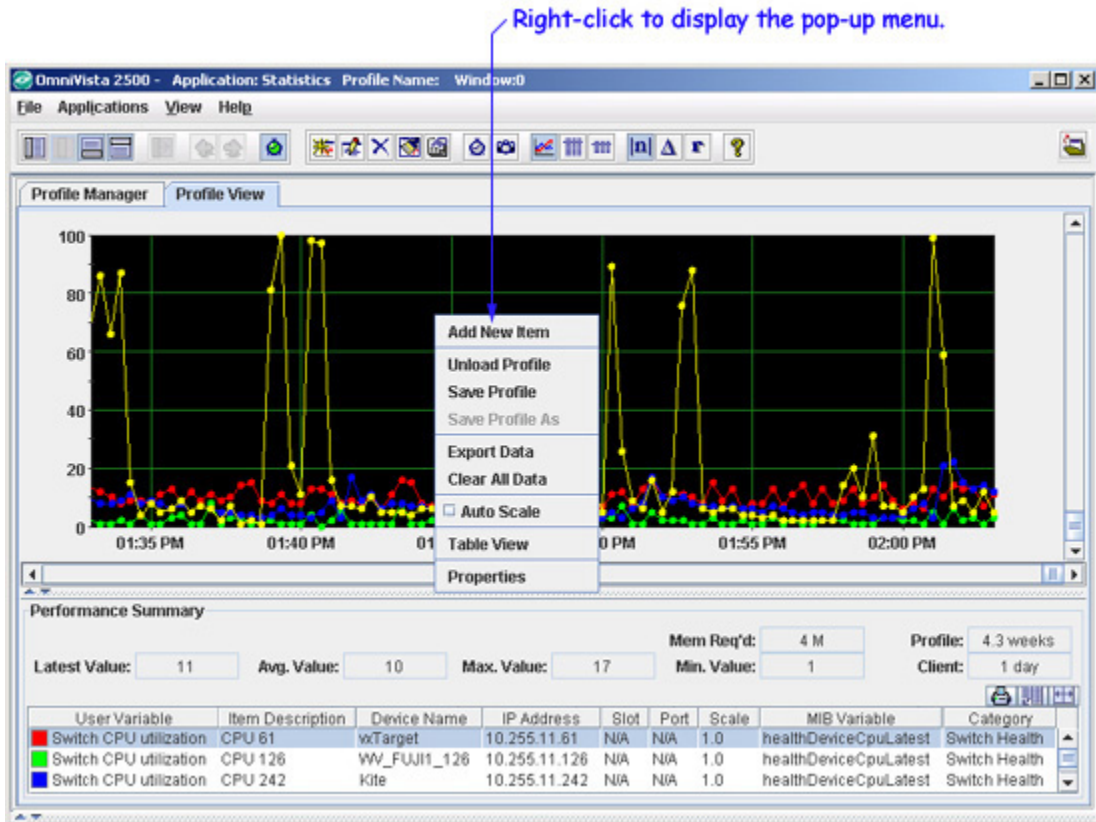 Right-click to display the pop-up menu.
OmniVista 2500 - Application: Statistics Profile Name: Window:0
File Applications View Help
|n| Δ r ?
Profile Manager Profile View
100
80
60
40
20
0
01:35 PM 01:40 PM 01 0 PM 01:55 PM 02:00 PM
Add New Item
Unload Profile
Save Profile
Save Profile As
Export Data
Clear All Data
Auto Scale
Table View
Properties
Performance Summary
Mem Req'd: 4 M Profile: 4.3 weeks
Latest Value: 11 Avg. Value: 10 Max. Value: 17 Min. Value: 1 Client: 1 day
User Variable Item Description Device Name IP Address Slot Port Scale MIB Variable Category
Switch CPU utilization CPU 61 vxTarget 10.255.11.61 N/A N/A 1.0 healthDeviceCpuLatest Switch Health
Switch CPU utilization CPU 126 WV_FUJI1_126 10.255.11.126 N/A N/A 1.0 healthDeviceCpuLatest Switch Health
Switch CPU utilization CPU 242 Kite 10.255.11.242 N/A N/A 1.0 healthDeviceCpuLatest Switch Health